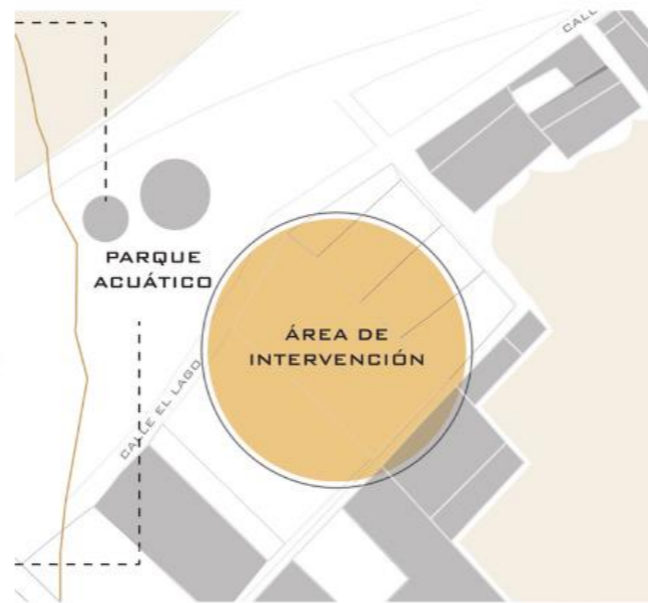 CALL
PARQUE
ACUÁTICO
ÁREA DE
INTERVENCIÓN
CALLE EL LAGO